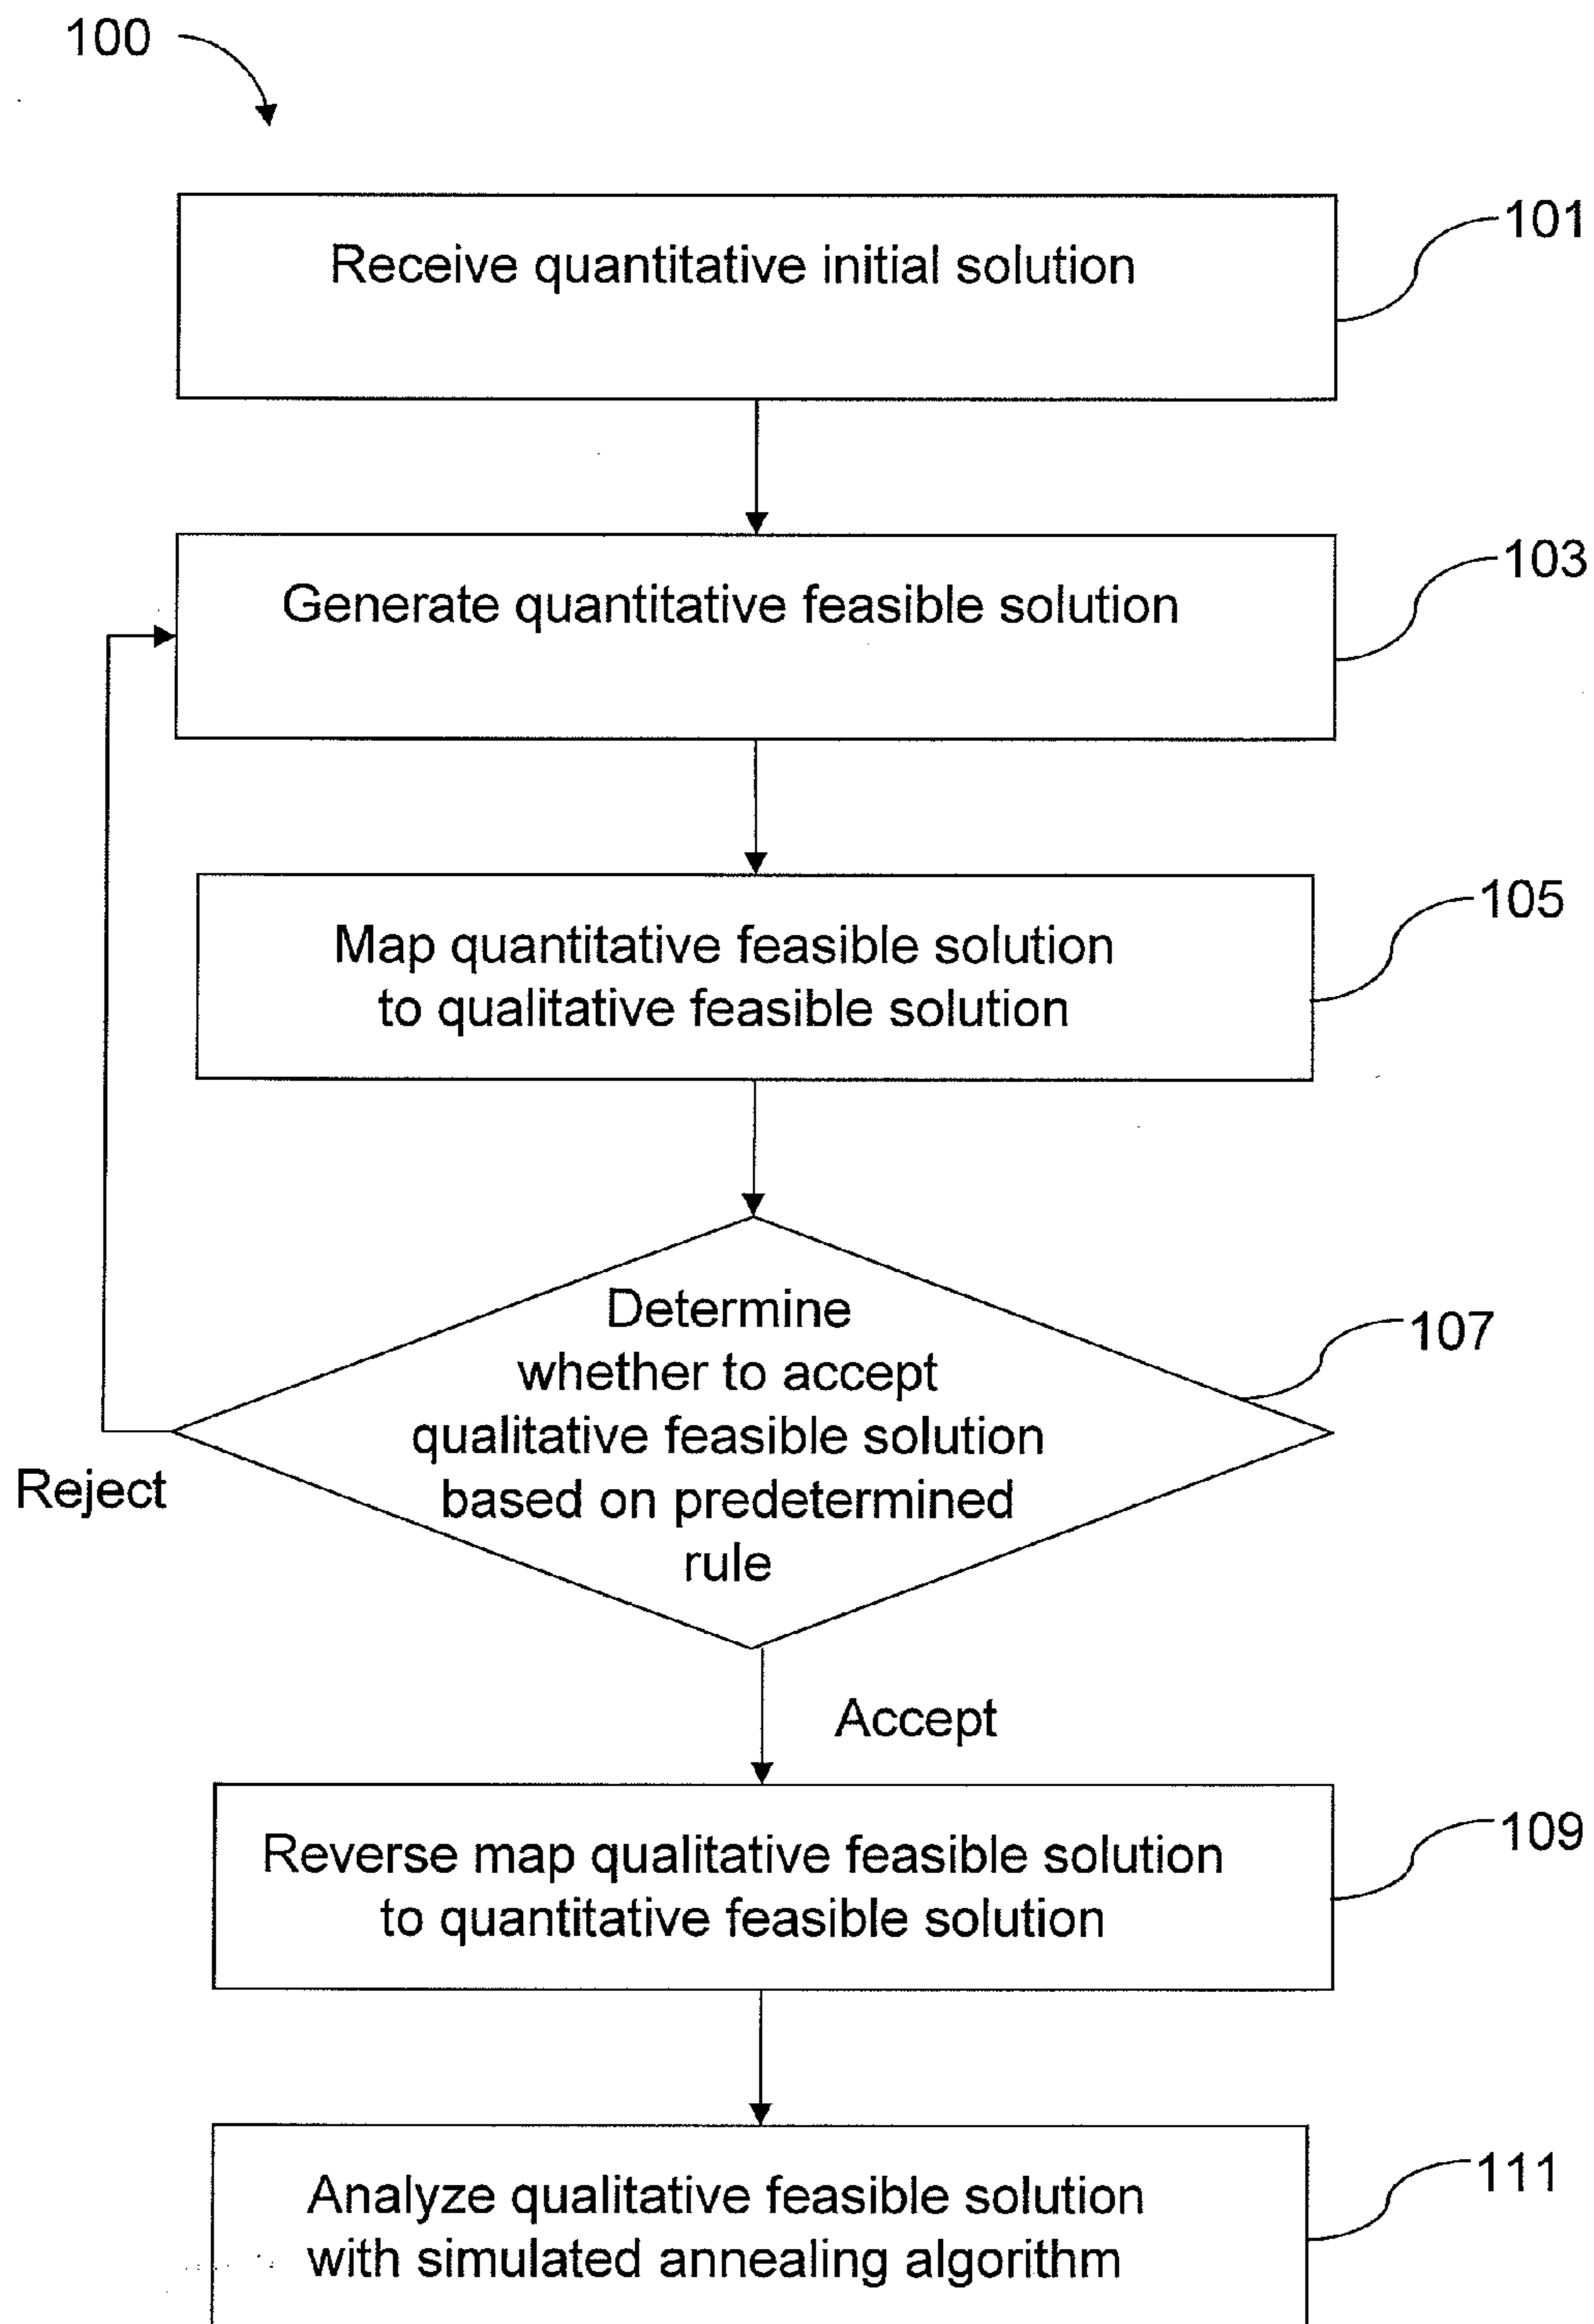 100
Receive quantitative initial solution
101
Generate quantitative feasible solution
103
Map quantitative feasible solution
to qualitative feasible solution
105
Determine
whether to accept
qualitative feasible solution
based on predetermined
rule
107
Reject
Accept
Reverse map qualitative feasible solution
to quantitative feasible solution
109
Analyze qualitative feasible solution
with simulated annealing algorithm
111